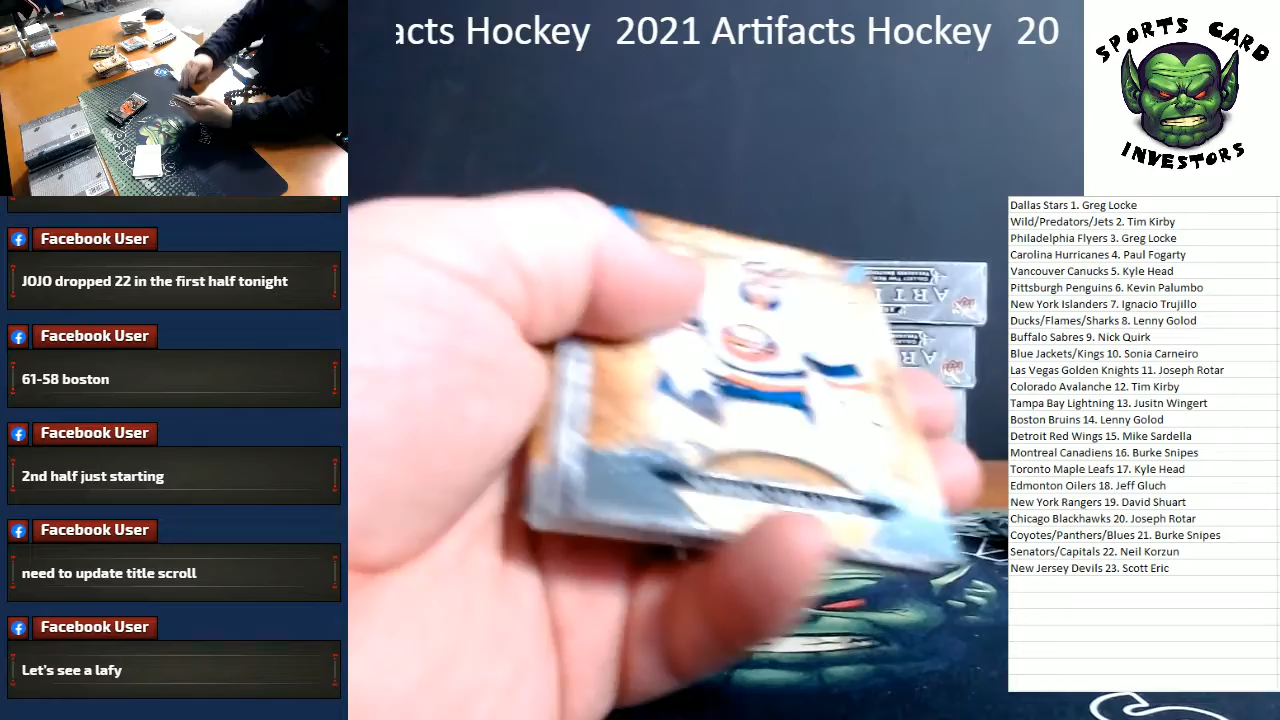 acts Hockey 2021 Artifacts Hockey 20
SPORTS CARD
INVESTORS
Facebook User
JOJO dropped 22 in the first half tonight
Facebook User
61-58 boston
Facebook User
2nd half just starting
Facebook User
need to update title scroll
Facebook User
Let's see a lafy
Dallas Stars 1. Greg Locke
Wild/Predators/Jets 2. Tim Kirby
Philadelphia Flyers 3. Greg Locke
Carolina Hurricanes 4. Paul Fogarty
Vancouver Canucks 5. Kyle Head
Pittsburgh Penguins 6. Kevin Palumbo
New York Islanders 7. Ignacio Trujillo
Ducks/Flames/Sharks 8. Lenny Golod
Buffalo Sabres 9. Nick Quirk
Blue Jackets/Kings 10. Sonia Carneiro
Las Vegas Golden Knights 11. Joseph Rotar
Colorado Avalanche 12. Tim Kirby
Tampa Bay Lightning 13. Jusitn Wingert
Boston Bruins 14. Lenny Golod
Detroit Red Wings 15. Mike Sardella
Montreal Canadiens 16. Burke Snipes
Toronto Maple Leafs 17. Kyle Head
Edmonton Oilers 18. Jeff Gluch
New York Rangers 19. David Shuart
Chicago Blackhawks 20. Joseph Rotar
Coyotes/Panthers/Blues 21. Burke Snipes
Senators/Capitals 22. Neil Korzun
New Jersey Devils 23. Scott Eric